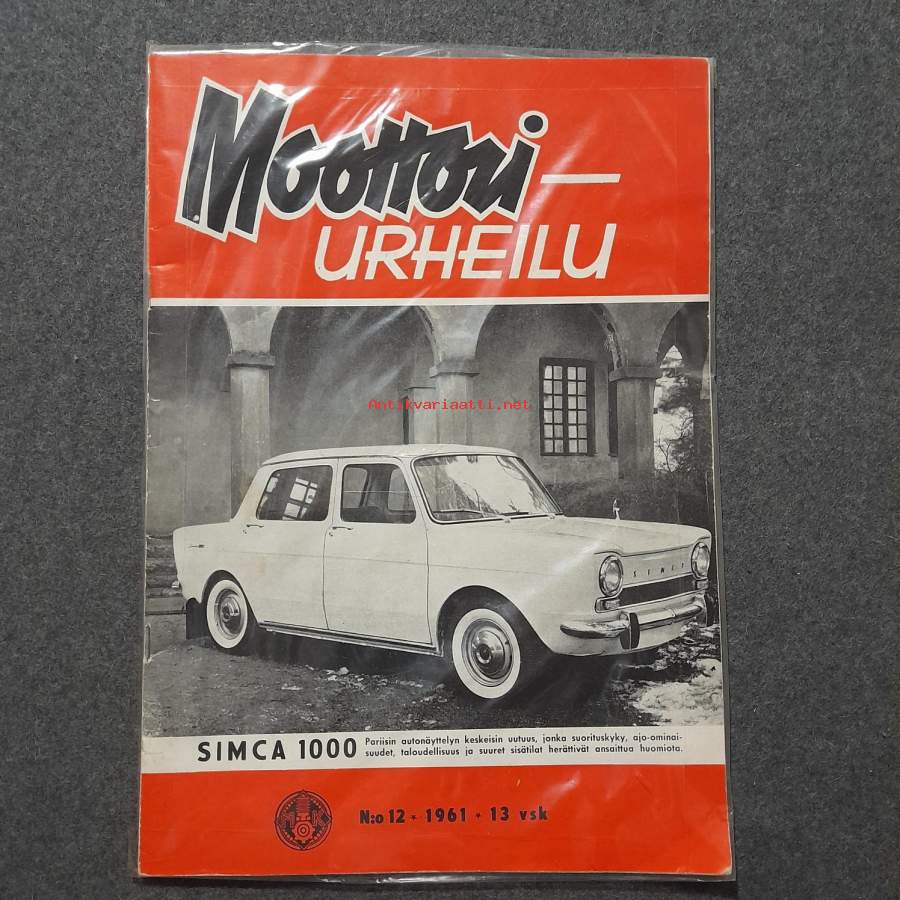 Moottori-
URHEILU
Antikvariaatti.net
SIMCA
SIMCA 1000 Pariisin autonäyttelyn keskeisin uutuus, jonka suorituskyky, ajo-ominai-
suudet, taloudellisuus ja suuret sisätilat herättivät ansaittua huomiota.
MK
N:o 12 * 1961 * 13 vsk